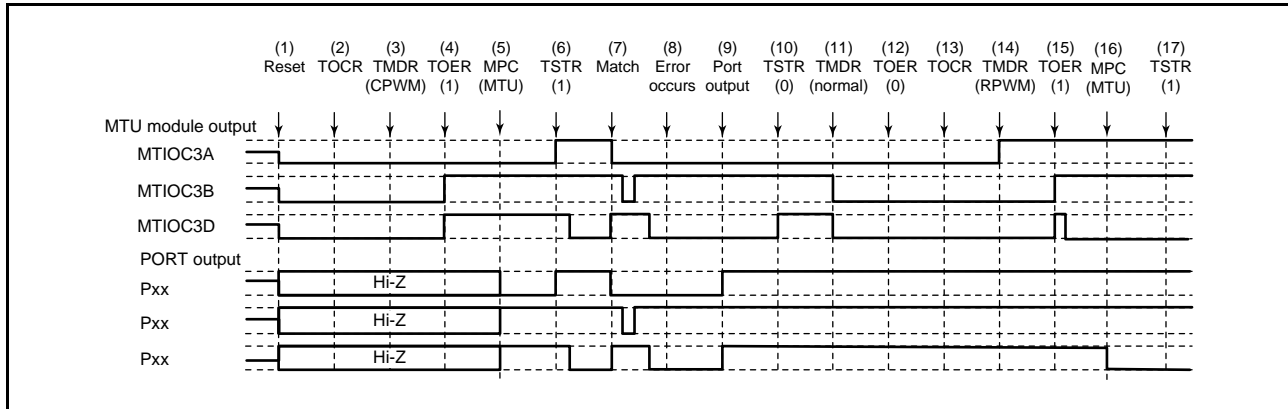 (1) (2) (3) (4) (5) (6) (7) (8) (9) (10) (11) (12) (13) (14) (15) (16) (17)
Reset TOCR TMDR TOER MPC TSTR Match Error Port TSTR TMDR TOER TOCR TMDR TOER MPC TSTR
(CPWM) (1) (MTU) (1) occurs output (0) (normal) (0) (RPWM) (1) (MTU) (1)
MTU module output
MTIOC3A
MTIOC3B
MTIOC3D
PORT output
Pxx Hi-Z
Pxx Hi-Z
Pxx Hi-Z